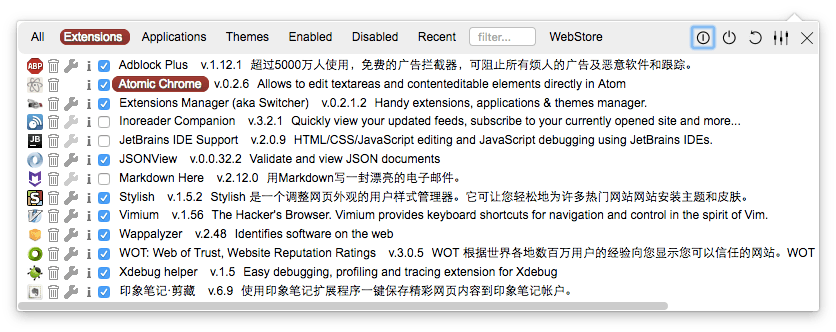 All Extensions Applications Themes Enabled Disabled Recent filter... WebStore
ABP Adblock Plus v.1.12.1 超过5000万人使用，免费的广告拦截器，可阻止所有烦人的广告及恶意软件和跟踪。
Atomic Chrome v.0.2.6 Allows to edit textareas and contenteditable elements directly in Atom
Extensions Manager (aka Switcher) v.0.2.1.2 Handy extensions, applications & themes manager.
Inoreader Companion v.3.2.1 Quickly view your updated feeds, subscribe to your currently opened site and more...
JB JetBrains IDE Support v.2.0.9 HTML/CSS/JavaScript editing and JavaScript debugging using JetBrains IDEs.
JSONView v.0.0.32.2 Validate and view JSON documents
Markdown Here v.2.12.0 用Markdown写一封漂亮的电子邮件。
S Stylish v.1.5.2 Stylish 是一个调整网页外观的用户样式管理器。它可让您轻松地为许多热门网站网站安装主题和皮肤。
Vimium v.1.56 The Hacker's Browser. Vimium provides keyboard shortcuts for navigation and control in the spirit of Vim.
Wappalyzer v.2.48 Identifies software on the web
WOT: Web of Trust, Website Reputation Ratings v.3.0.5 WOT 根据世界各地数百万用户的经验向您显示您可以信任的网站。WOT
Xdebug helper v.1.5 Easy debugging, profiling and tracing extension for Xdebug
印象笔记·剪藏 v.6.9 使用印象笔记扩展程序一键保存精彩网页内容到印象笔记帐户。